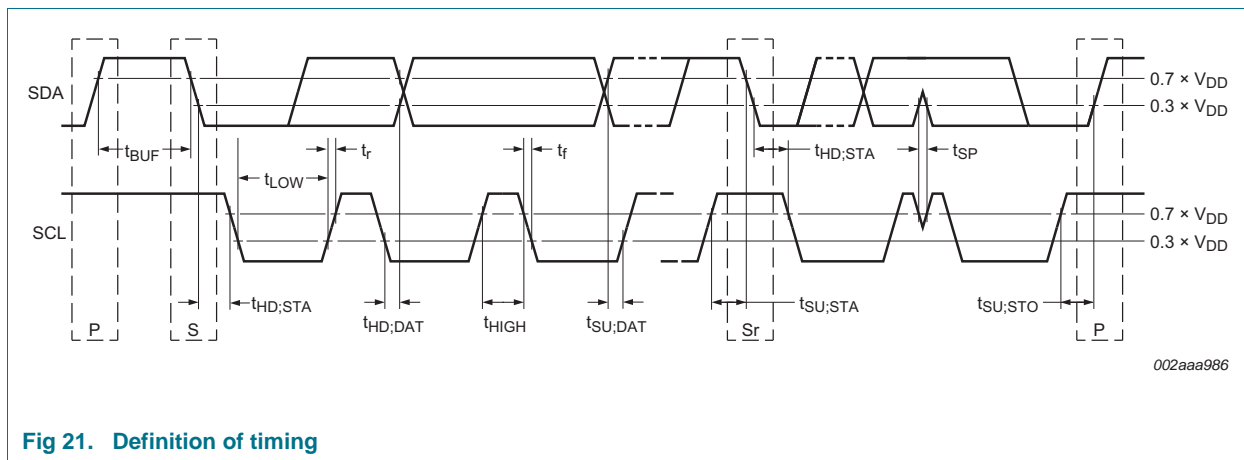 SDA
0.7 × VDD
0.3 × VDD
tBUF
tr
tf
tHD;STA
tSP
tLOW
SCL
0.7 × VDD
0.3 × VDD
tHD;STA
tHD;DAT
tHIGH
tSU;DAT
tSU;STA
tSU;STO
P
S
Sr
P
002aaa986
Fig 21. Definition of timing